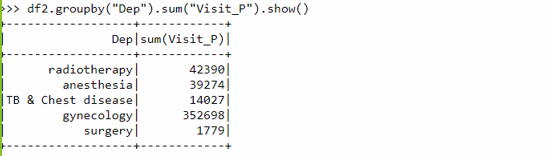 >>> df2.groupby("Dep").sum("Visit_P").show()
+-----------------+------------+
|              Dep|sum(Visit_P)|
+-----------------+------------+
|     radiotherapy|       42390|
|       anesthesia|       39274|
|TB & Chest disease|       14027|
|       gynecology|      352698|
|          surgery|        1779|
+-----------------+------------+